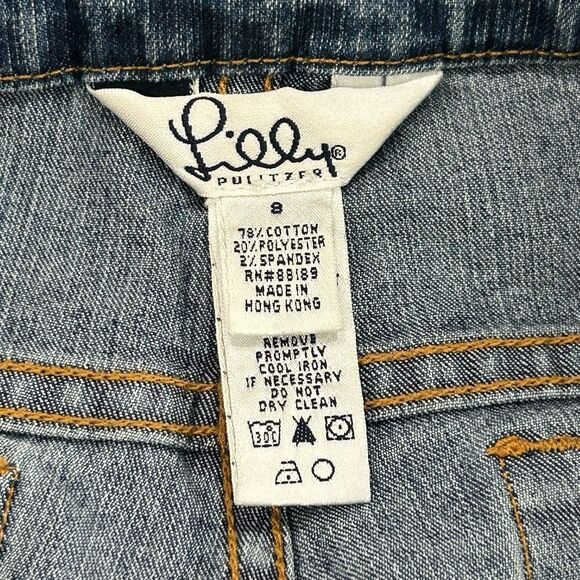 Lilly®
PULITZER
8
78% COTTON
20% POLYESTER
2% SPANDEX
RN#88189
MADE IN
HONG KONG
REMOVE
PROMPTLY
COOL IRON
IF NECESSARY
DO NOT
DRY CLEAN
30C